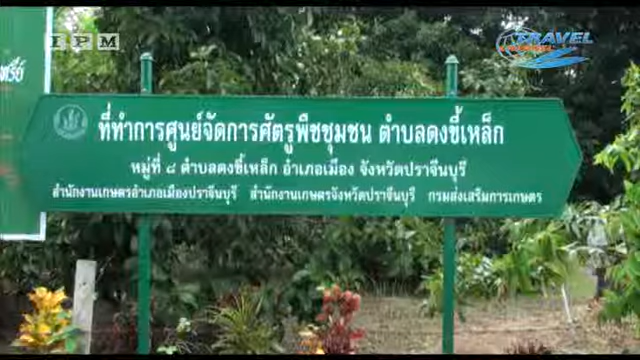 IPM
TRAVEL
CHANNEL
ที่ทำการศูนย์จัดการศัตรูพืชชุมชน ตำบลดงขี้เหล็ก
หมู่ที่ ๘ ตำบลดงขี้เหล็ก อำเภอเมือง จังหวัดปราจีนบุรี
สำนักงานเกษตรอำเภอเมืองปราจีนบุรี สำนักงานเกษตรจังหวัดปราจีนบุรี กรมส่งเสริมการเกษตร